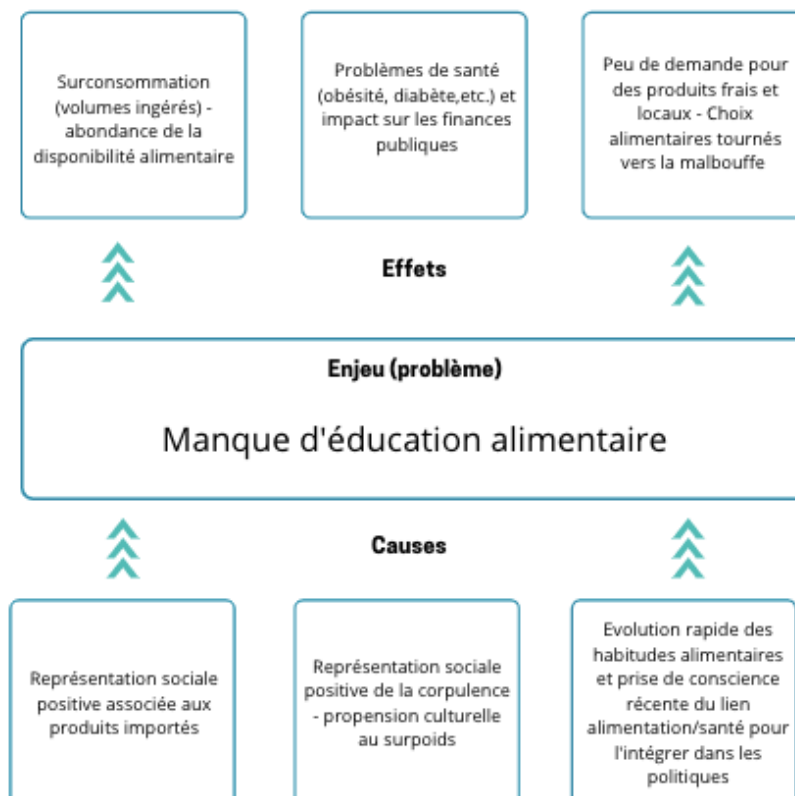 Surconsommation
(volumes ingérés) -
abondance de la
disponibilité alimentaire
Problèmes de santé
(obésité, diabète,etc.) et
impact sur les finances
publiques
Peu de demande pour
des produits frais et
locaux - Choix
alimentaires tournés
vers la malbouffe
Effets
Enjeu (problème)
Manque d'éducation alimentaire
Causes
Représentation sociale
positive associée aux
produits importés
Représentation sociale
positive de la corpulence
- propension culturelle
au surpoids
Evolution rapide des
habitudes alimentaires
et prise de conscience
récente du lien
alimentation/santé pour
l'intégrer dans les
politiques